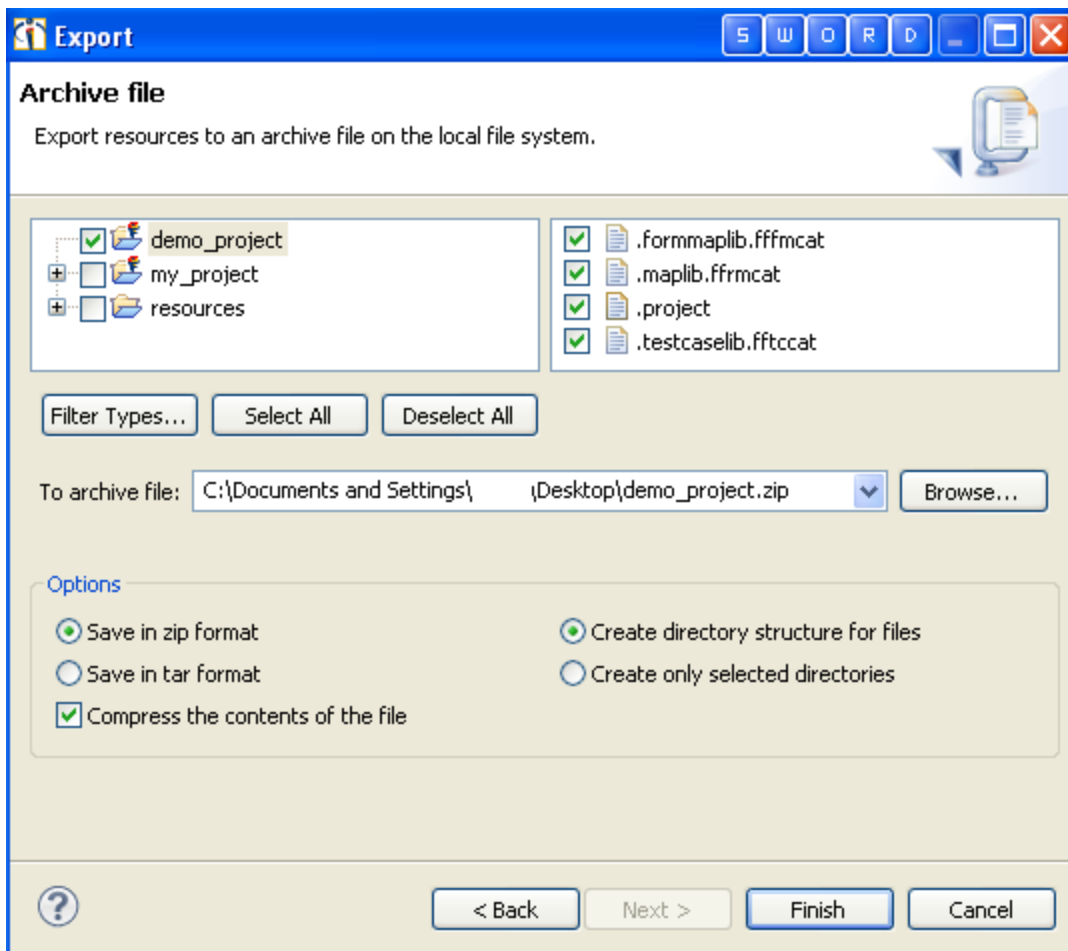 Export
S W O R D
Archive file
Export resources to an archive file on the local file system.
demo_project
my_project
resources
.formmaplib.fffmcat
.maplib.ffrmcat
.project
.testcaselib.fftccat
Filter Types...
Select All
Deselect All
To archive file:
C:\Documents and Settings\ \Desktop\demo_project.zip
Browse...
Options
Save in zip format
Create directory structure for files
Save in tar format
Create only selected directories
Compress the contents of the file
?
< Back
Next >
Finish
Cancel